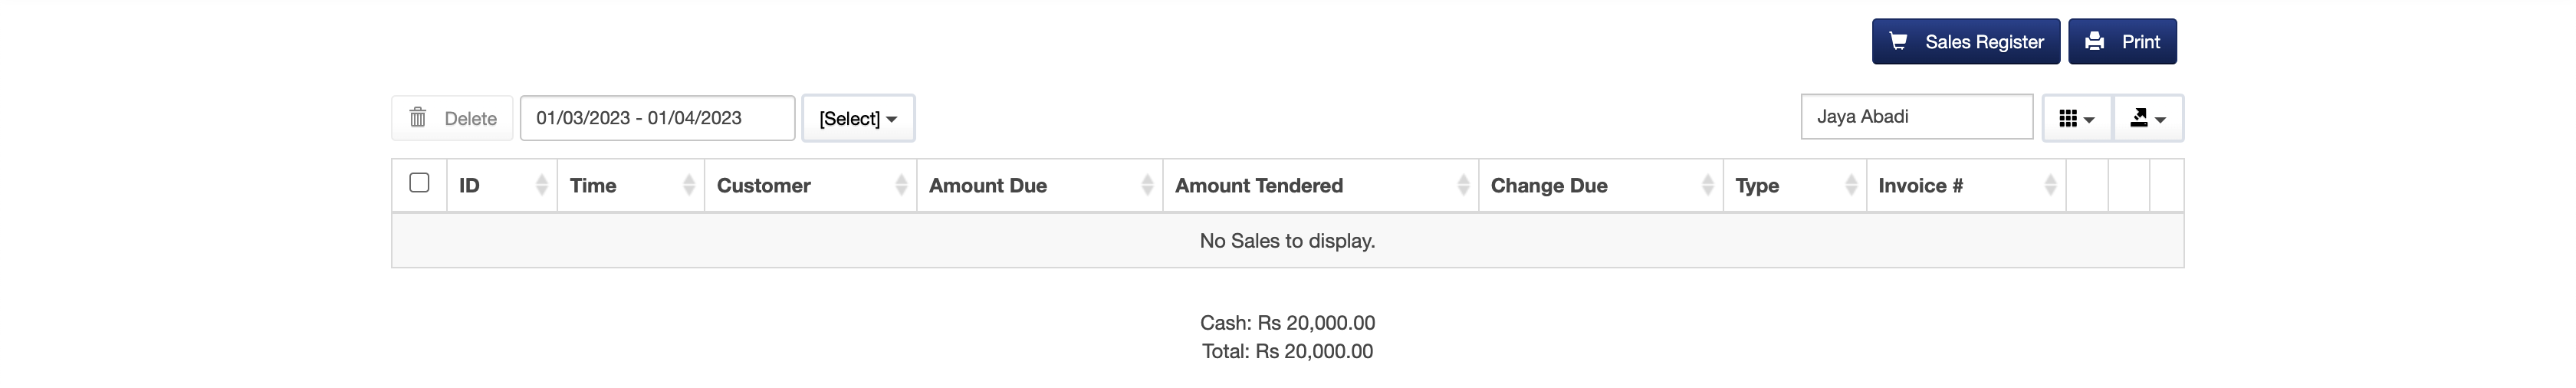 Sales Register Print
Delete 01/03/2023 - 01/04/2023 [Select] Jaya Abadi
ID Time Customer Amount Due Amount Tendered Change Due Type Invoice #
No Sales to display.
Cash: Rs 20,000.00
Total: Rs 20,000.00